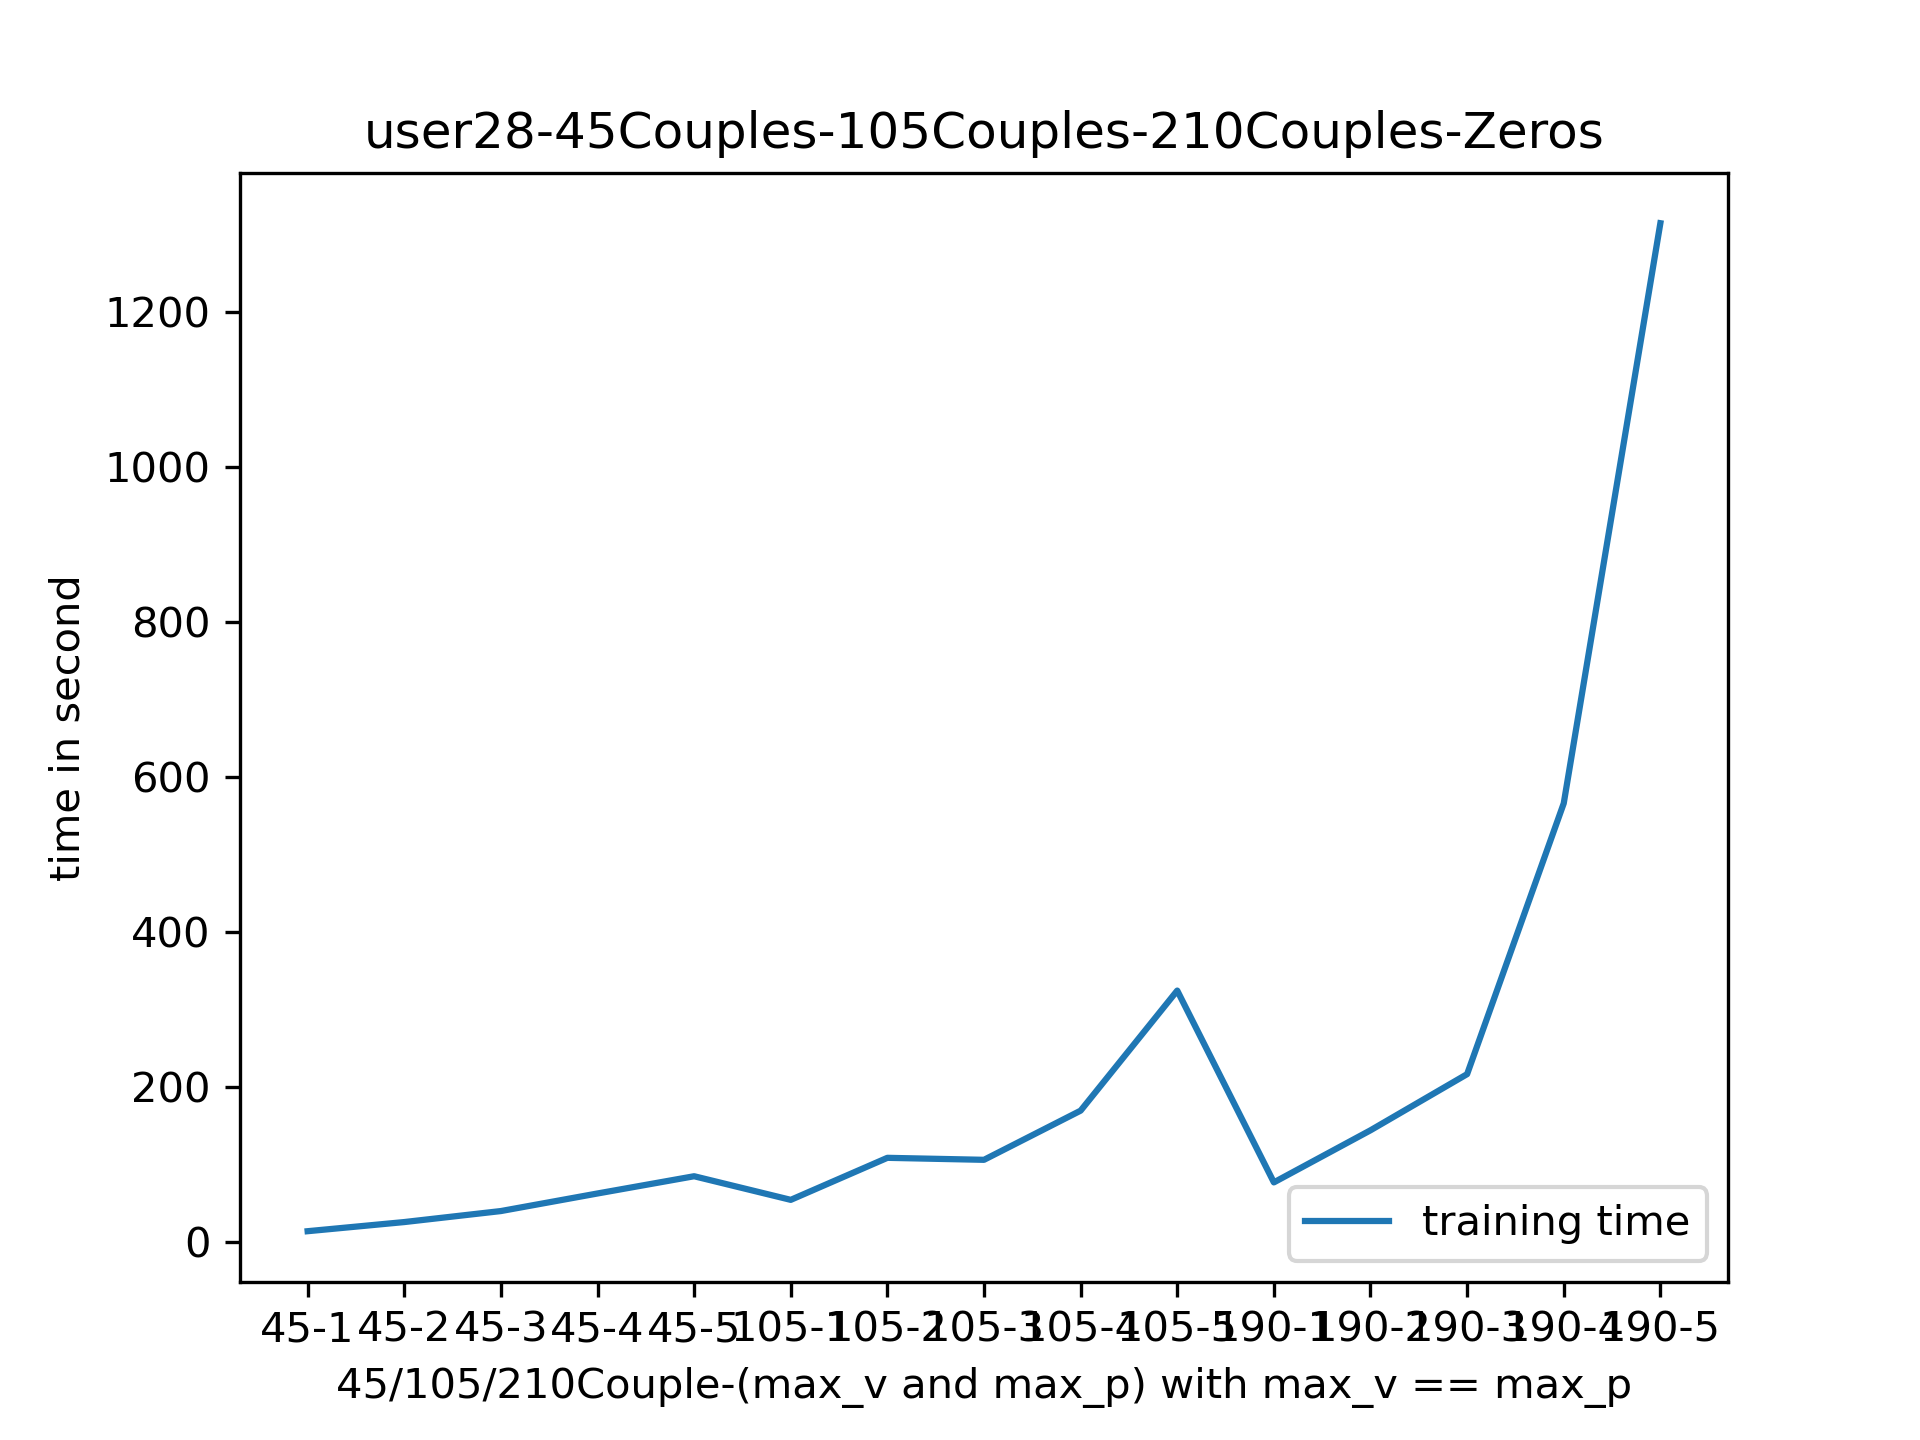 user28-45Couples-105Couples-210Couples-Zeros
time in second
1200
1000
800
600
400
200
0
training time
45-1 45-2 45-3 45-4 45-5 105-1 105-2 105-3 105-4 105-5 190-1 190-2 190-3 190-4 190-5
45/105/210Couple-(max_v and max_p) with max_v == max_p